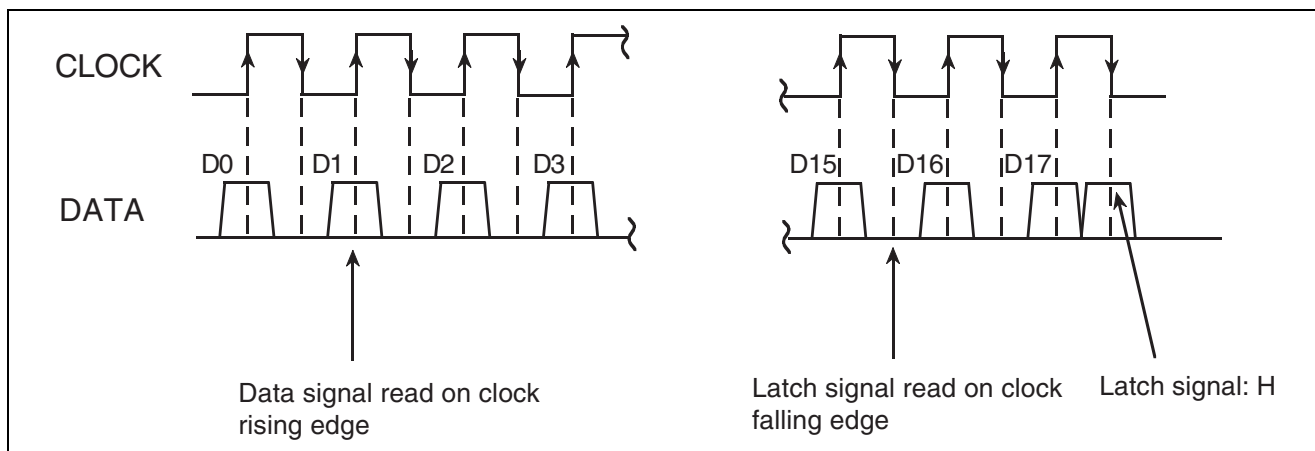 CLOCK
D0 D1 D2 D3 D15 D16 D17
DATA
Data signal read on clock
rising edge
Latch signal read on clock
falling edge
Latch signal: H